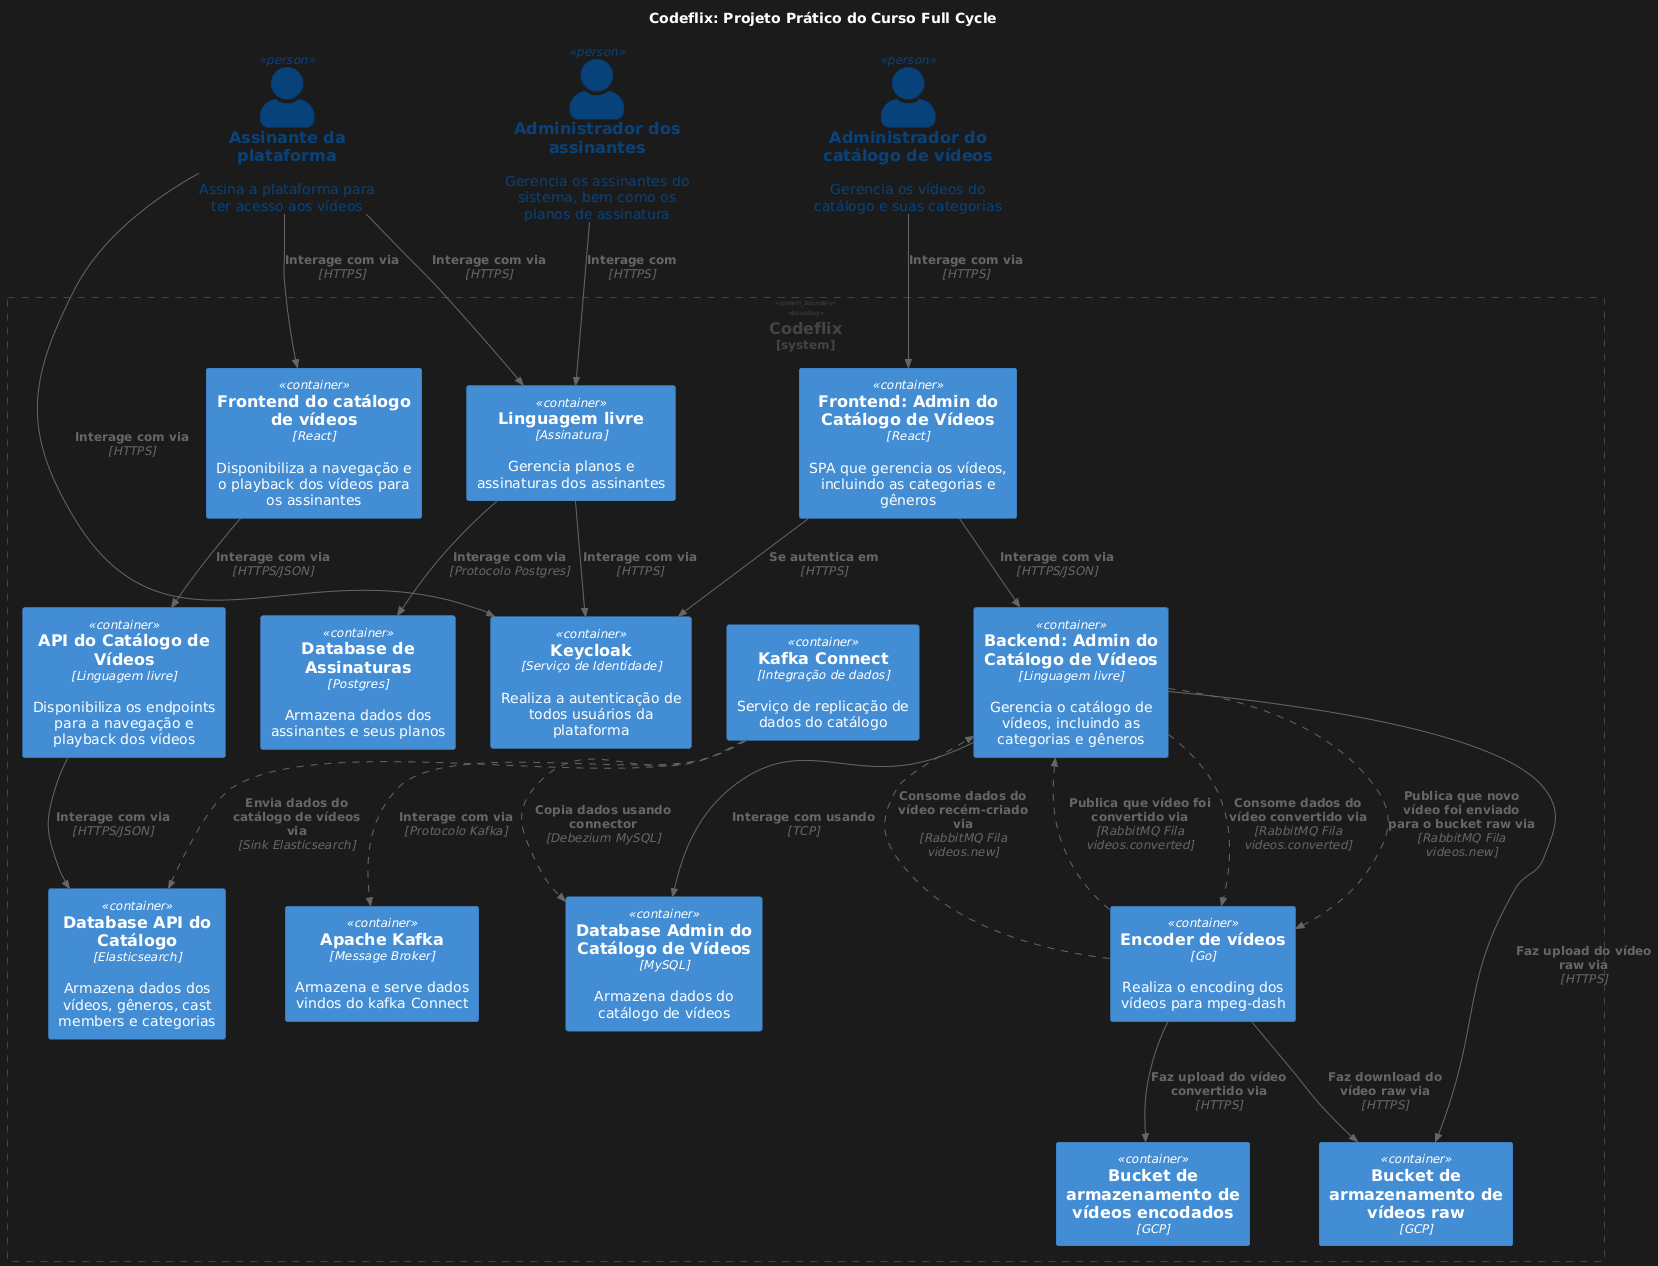 Codeflix: Projeto Prático do Curso Full Cycle
«person»
Assinante da
plataforma
Assina a plataforma para
ter acesso aos vídeos
«person»
Administrador dos
assinantes
Gerencia os assinantes do
sistema, bem como os
planos de assinatura
«person»
Administrador do
catálogo de vídeos
Gerencia os vídeos do
catálogo e suas categorias
Interage com via
[HTTPS]
Interage com via
[HTTPS]
Interage com
[HTTPS]
Interage com via
[HTTPS]
«system_boundary»
«boundary»
Codeflix
[system]
Interage com via
[HTTPS]
«container»
Frontend do catálogo
de vídeos
[React]
Disponibiliza a navegação e
o playback dos vídeos para
os assinantes
«container»
Linguagem livre
[Assinatura]
Gerencia planos e
assinaturas dos assinantes
«container»
Frontend: Admin do
Catálogo de Vídeos
[React]
SPA que gerencia os vídeos,
incluindo as categorias e
gêneros
Interage com via
[HTTPS/JSON]
Interage com via
[Protocolo Postgres]
Interage com via
[HTTPS]
Se autentica em
[HTTPS]
Interage com via
[HTTPS/JSON]
«container»
API do Catálogo de
Vídeos
[Linguagem livre]
Disponibiliza os endpoints
para a navegação e
playback dos vídeos
«container»
Database de
Assinaturas
[Postgres]
Armazena dados dos
assinantes e seus planos
«container»
Keycloak
[Serviço de Identidade]
Realiza a autenticação de
todos usuários da
plataforma
«container»
Kafka Connect
[Integração de dados]
Serviço de replicação de
dados do catálogo
«container»
Backend: Admin do
Catálogo de Vídeos
[Linguagem livre]
Gerencia o catálogo de
vídeos, incluindo as
categorias e gêneros
Interage com via
[HTTPS/JSON]
Envia dados do
catálogo de vídeos
via
[Sink Elasticsearch]
Interage com via
[Protocolo Kafka]
Copia dados usando
connector
[Debezium MySQL]
Interage com usando
[TCP]
Consome dados do
vídeo recém-criado
via
[RabbitMQ Fila
videos.new]
Publica que vídeo foi
convertido via
[RabbitMQ Fila
videos.converted]
Consome dados do
vídeo convertido via
[RabbitMQ Fila
videos.converted]
Publica que novo
vídeo foi enviado
para o bucket raw via
[RabbitMQ Fila
videos.new]
«container»
Database API do
Catálogo
[Elasticsearch]
Armazena dados dos
vídeos, gêneros, cast
members e categorias
«container»
Apache Kafka
[Message Broker]
Armazena e serve dados
vindos do kafka Connect
«container»
Database Admin do
Catálogo de Vídeos
[MySQL]
Armazena dados do
catálogo de vídeos
«container»
Encoder de vídeos
[Go]
Realiza o encoding dos
vídeos para mpeg-dash
Faz upload do vídeo
raw via
[HTTPS]
Faz upload do vídeo
convertido via
[HTTPS]
Faz download do
vídeo raw via
[HTTPS]
«container»
Bucket de
armazenamento de
vídeos encodados
[GCP]
«container»
Bucket de
armazenamento de
vídeos raw
[GCP]